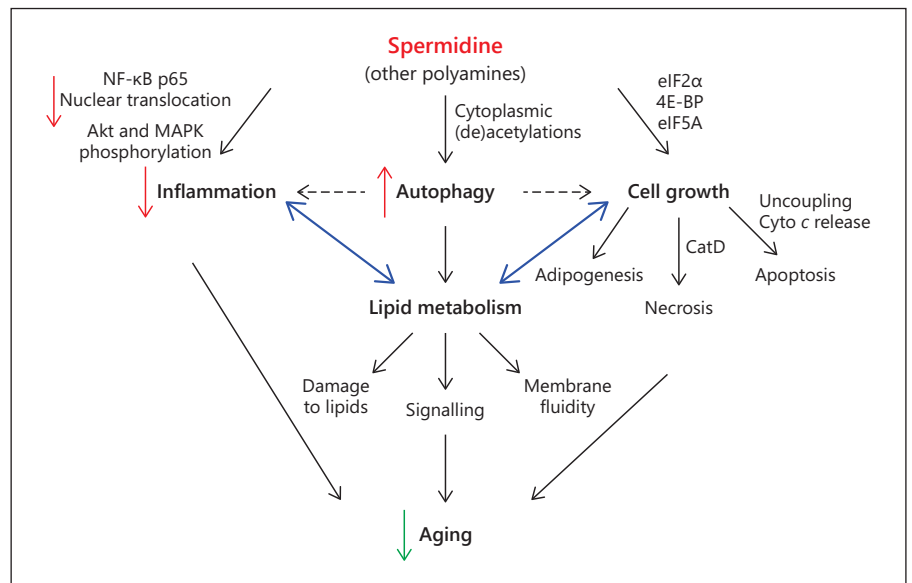 Spermidine
(other polyamines)
NF-κB p65
Nuclear translocation
Akt and MAPK
phosphorylation
Cytoplasmic
(de)acetylations
eIF2α
4E-BP
eIF5A
Inflammation
Autophagy
Cell growth
Uncoupling
Cyto c release
CatD
Adipogenesis
Apoptosis
Necrosis
Lipid metabolism
Damage
to lipids
Signalling
Membrane
fluidity
Aging